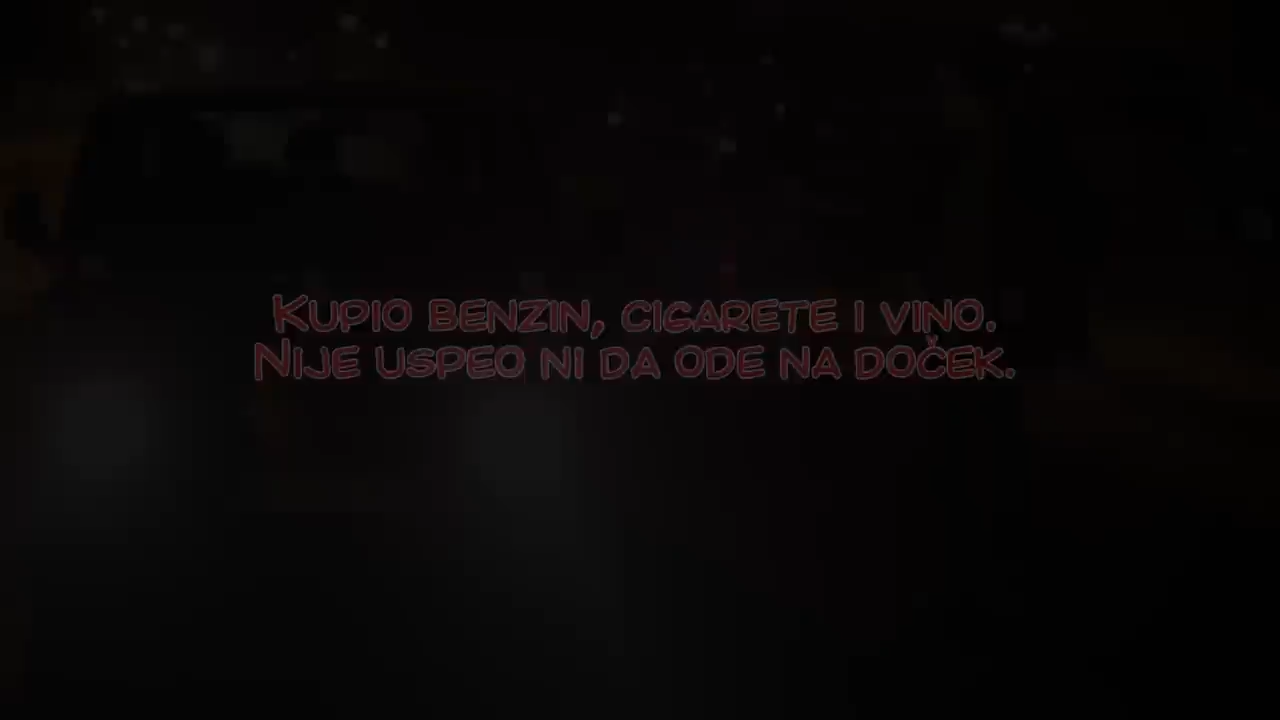 Kupio benzin, cigarete i vino.
Nije uspeo ni da ode na doček.